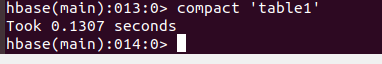 hbase(main):013:0> compact 'table1'
Took 0.1307 seconds
hbase(main):014:0>